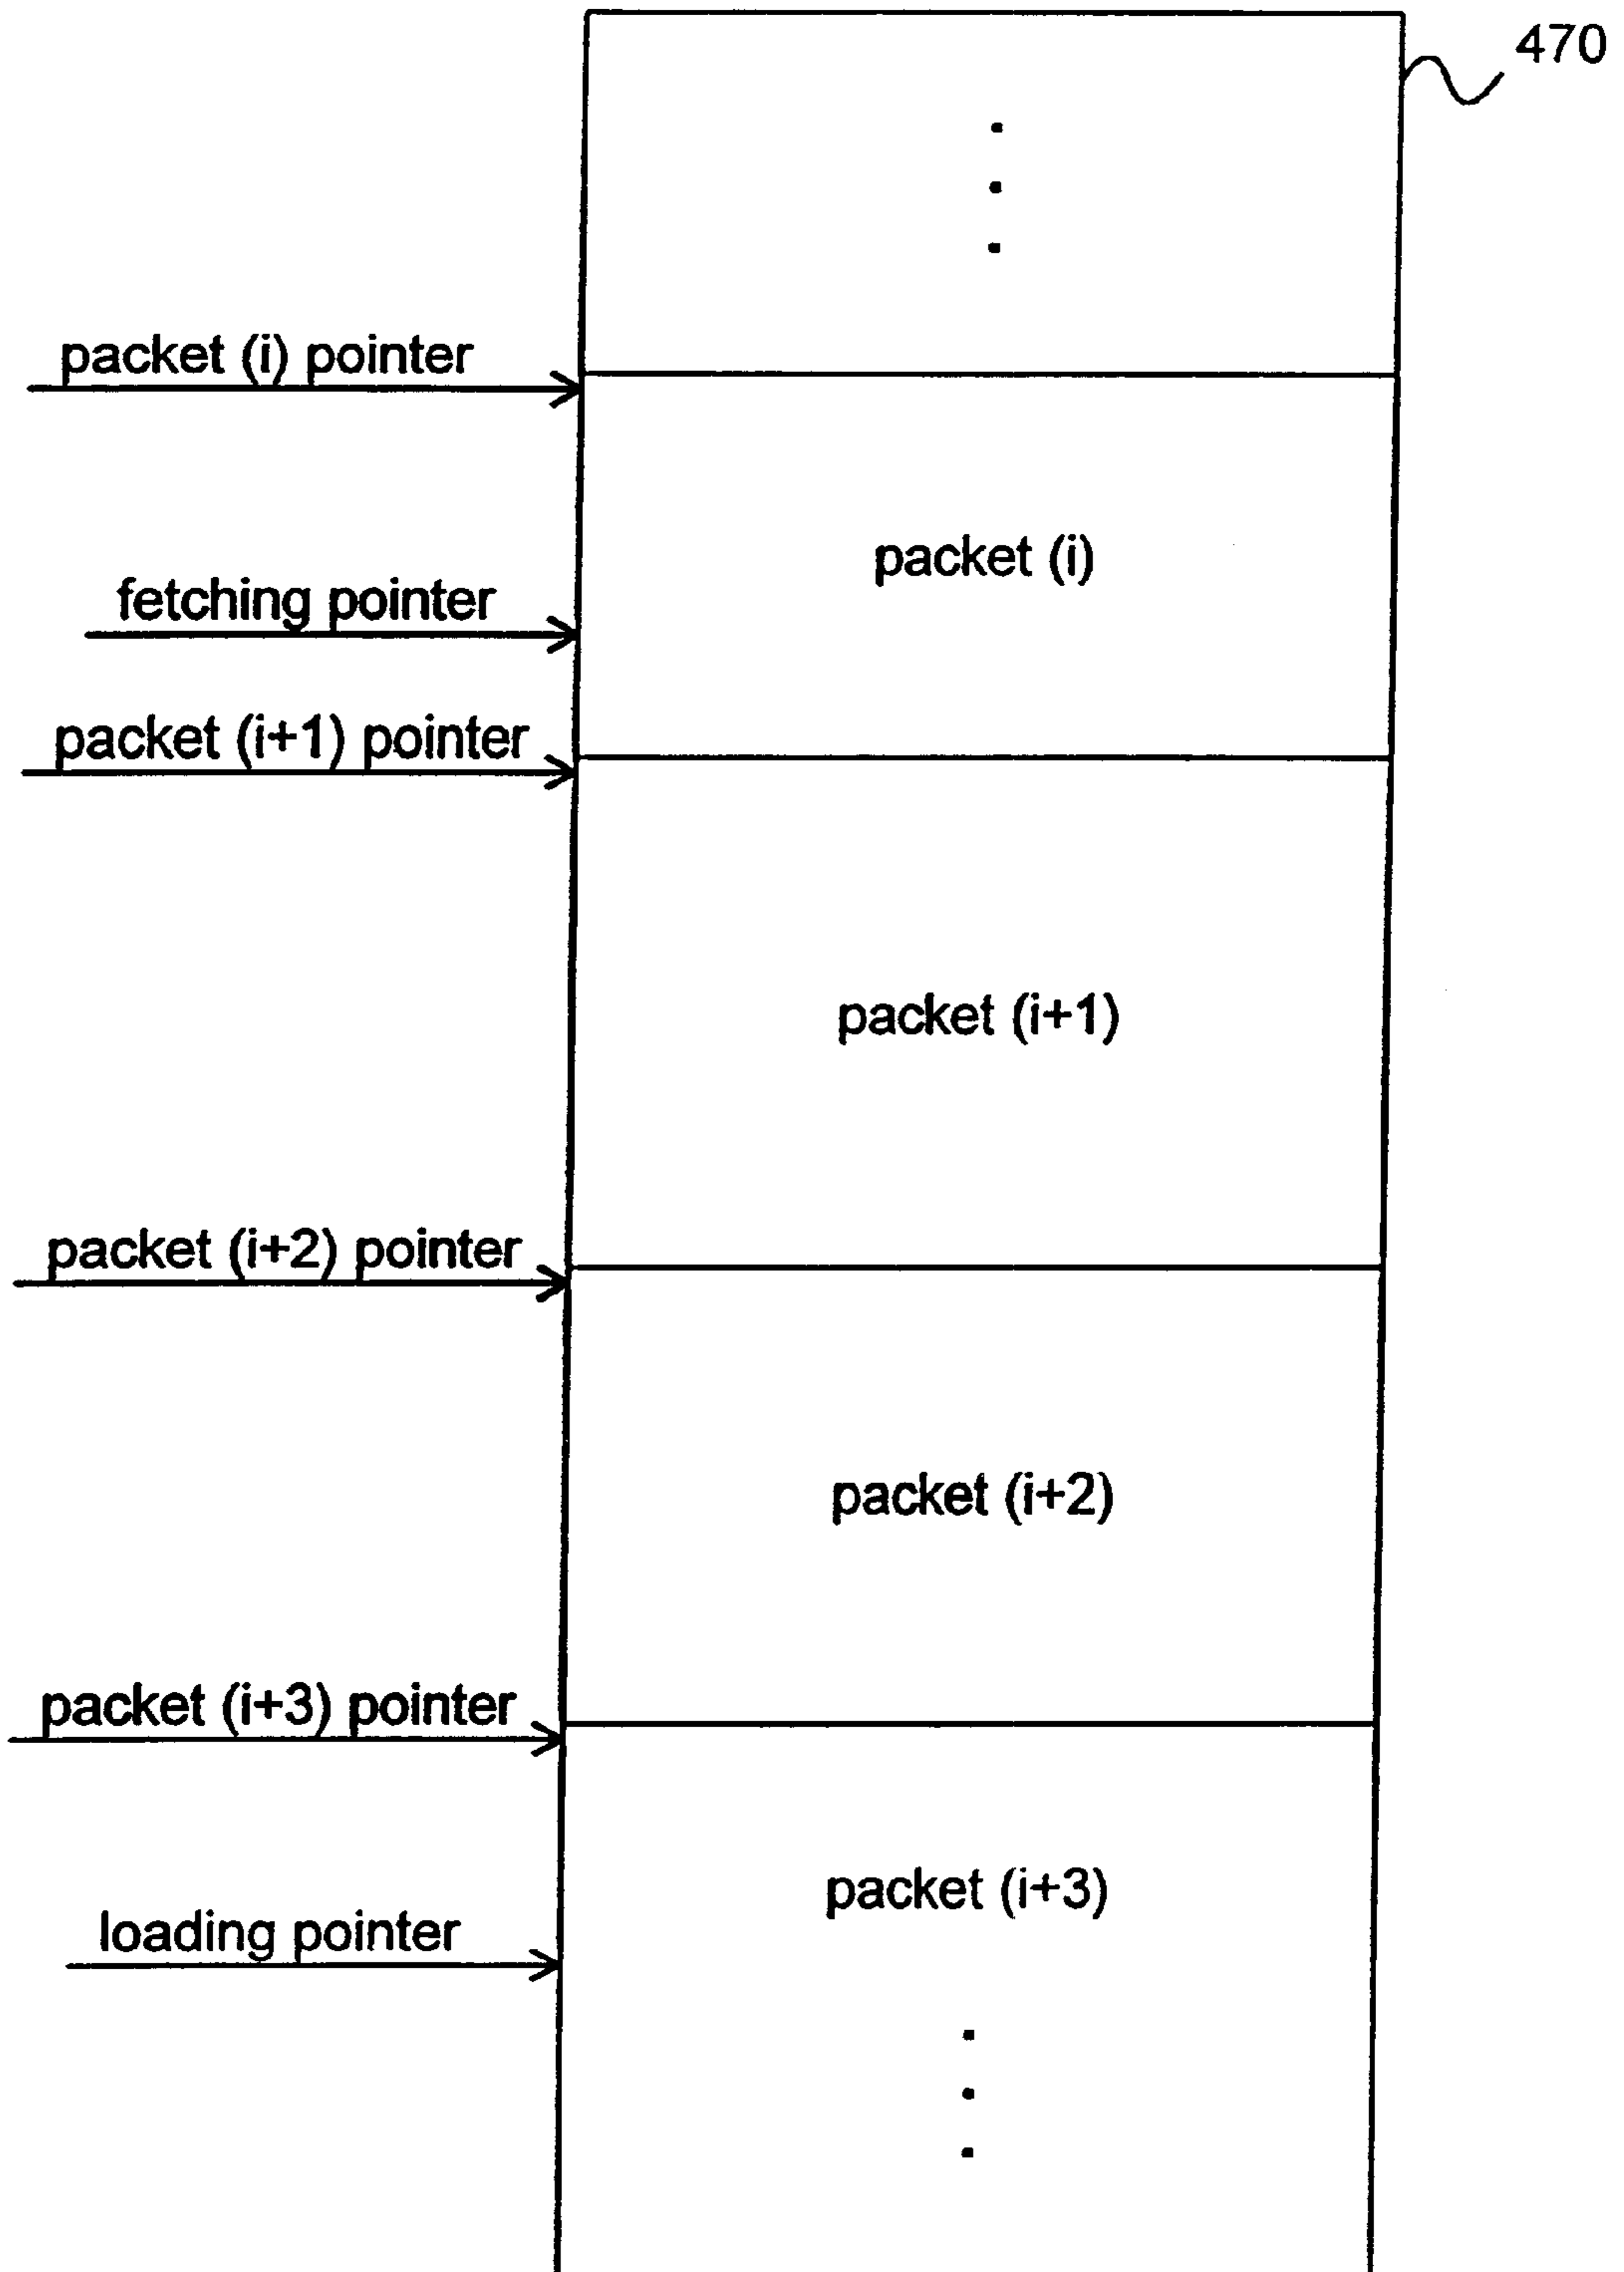 470
packet (i) pointer
packet (i)
fetching pointer
packet (i+1) pointer
packet (i+1)
packet (i+2) pointer
packet (i+2)
packet (i+3) pointer
packet (i+3)
loading pointer